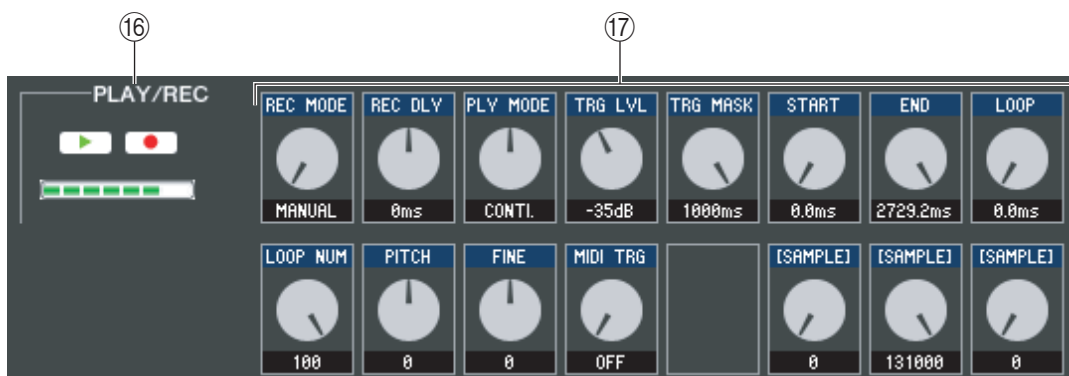 ⑯ ⑰
PLAY/REC
REC MODE REC DLY PLY MODE TRG LVL TRG MASK START END LOOP
MANUAL 0ms CONTI. -35dB 1000ms 0.0ms 2729.2ms 0.0ms
LOOP NUM PITCH FINE MIDI TRG [SAMPLE] [SAMPLE] [SAMPLE]
100 0 0 OFF 0 131000 0